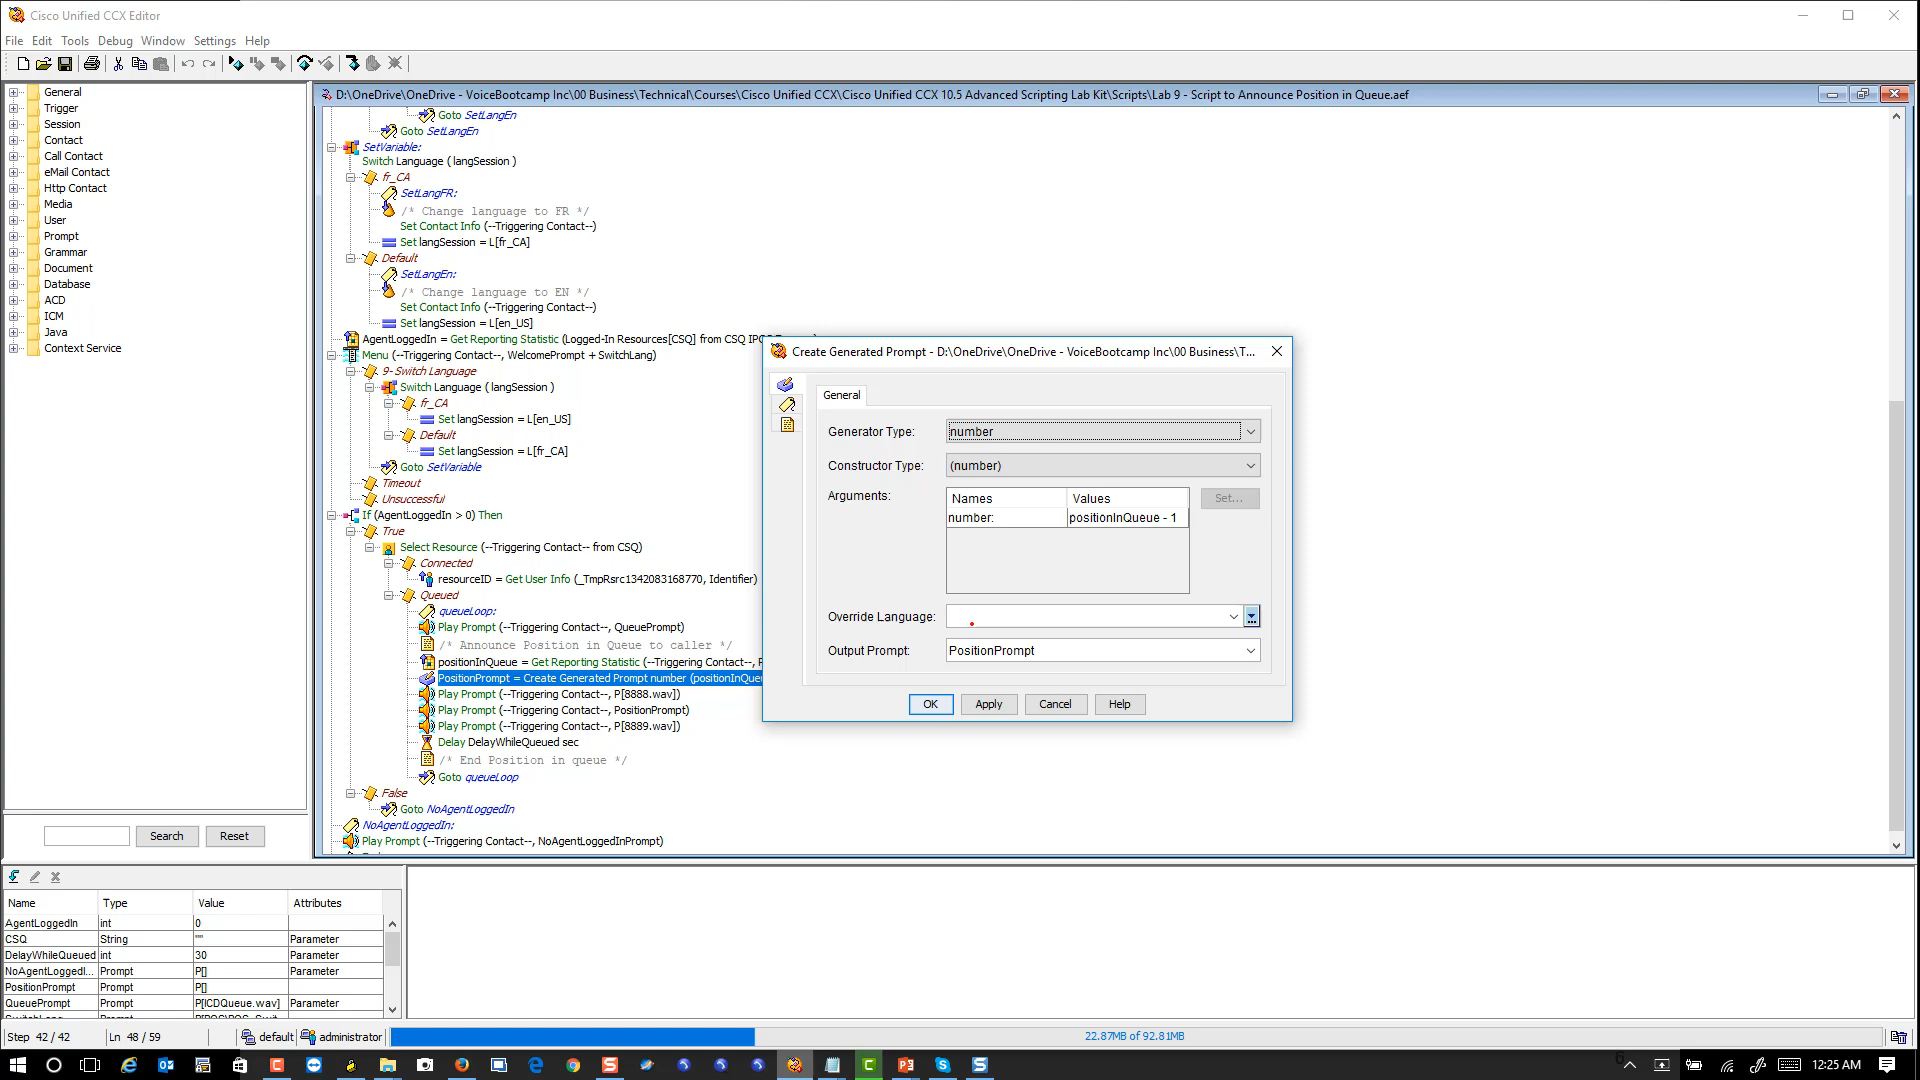 Cisco Unified CCX Editor
File Edit Tools Debug Window Settings Help
General
Trigger
Session
Contact
Call Contact
eMail Contact
Http Contact
Media
User
Prompt
Grammar
Document
Database
ACD
ICM
Java
Context Service
Search Reset
D:\OneDrive\OneDrive - VoiceBootcamp Inc\00 Business\Technical\Courses\Cisco Unified CCX\Cisco Unified CCX 10.5 Advanced Scripting Lab Kit\Scripts\Lab 9 - Script to Announce Position in Queue.aef
Goto SetLangEn
Goto SetLangEn
SetVariable:
Switch Language ( langSession )
fr_CA
SetLangFR:
/* Change language to FR */
Set Contact Info (--Triggering Contact--)
Set langSession = L[fr_CA]
Default
SetLangEn:
/* Change language to EN */
Set Contact Info (--Triggering Contact--)
Set langSession = L[en_US]
AgentLoggedIn = Get Reporting Statistic (Logged-In Resources[CSQ] from CSQ IPC
Menu (--Triggering Contact--, WelcomePrompt + SwitchLang)
9- Switch Language
Switch Language ( langSession )
fr_CA
Set langSession = L[en_US]
Default
Set langSession = L[fr_CA]
Goto SetVariable
Timeout
Unsuccessful
If (AgentLoggedIn > 0) Then
True
Select Resource (--Triggering Contact-- from CSQ)
Connected
resourceID = Get User Info (_TmpRsrc1342083168770, Identifier)
Queued
queueLoop:
Play Prompt (--Triggering Contact--, QueuePrompt)
/* Announce Position in Queue to caller */
positionInQueue = Get Reporting Statistic (--Triggering Contact--, P
PositionPrompt = Create Generated Prompt number (positionInQueu
Play Prompt (--Triggering Contact--, P[8888.wav])
Play Prompt (--Triggering Contact--, PositionPrompt)
Play Prompt (--Triggering Contact--, P[8889.wav])
Delay DelayWhileQueued sec
/* End Position in queue */
Goto queueLoop
False
Goto NoAgentLoggedIn
NoAgentLoggedIn:
Play Prompt (--Triggering Contact--, NoAgentLoggedInPrompt)
Create Generated Prompt - D:\OneDrive\OneDrive - VoiceBootcamp Inc\00 Business\T...
General
Generator Type: number
Constructor Type: (number)
Arguments: Names Values Set...
number: positionInQueue - 1
Override Language:
Output Prompt: PositionPrompt
OK Apply Cancel Help
Name Type Value Attributes
AgentLoggedIn int 0
CSQ String "" Parameter
DelayWhileQueued int 30 Parameter
NoAgentLoggedI... Prompt P[] Parameter
PositionPrompt Prompt P[]
QueuePrompt Prompt P[ICDQueue.wav] Parameter
Step 42 / 42 Ln 48 / 59 default administrator 22.87MB of 92.81MB
12:25 AM